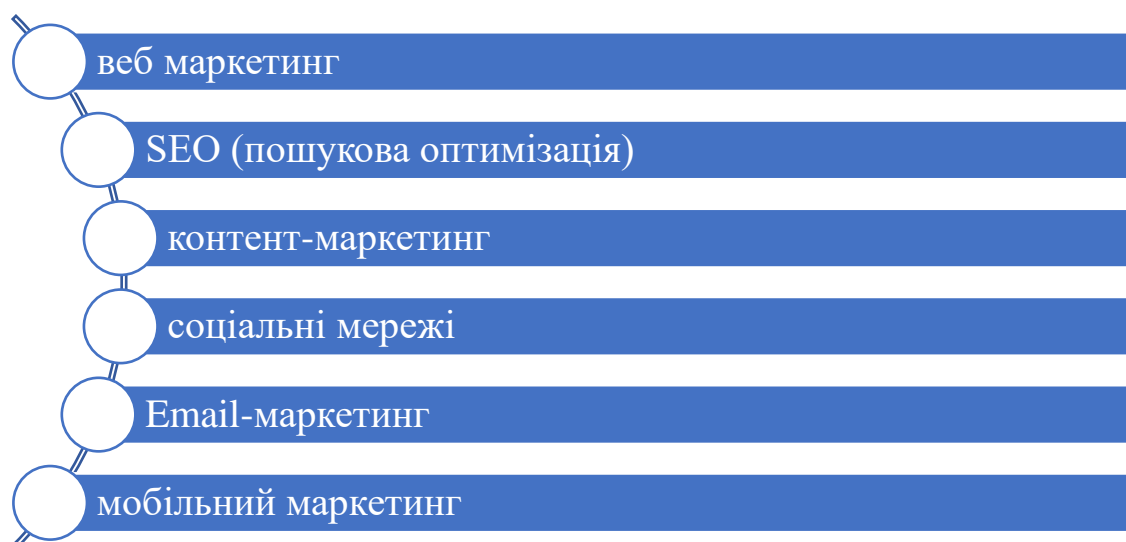 веб маркетинг
SEO (пошукова оптимізація)
контент-маркетинг
соціальні мережі
Email-маркетинг
мобільний маркетинг